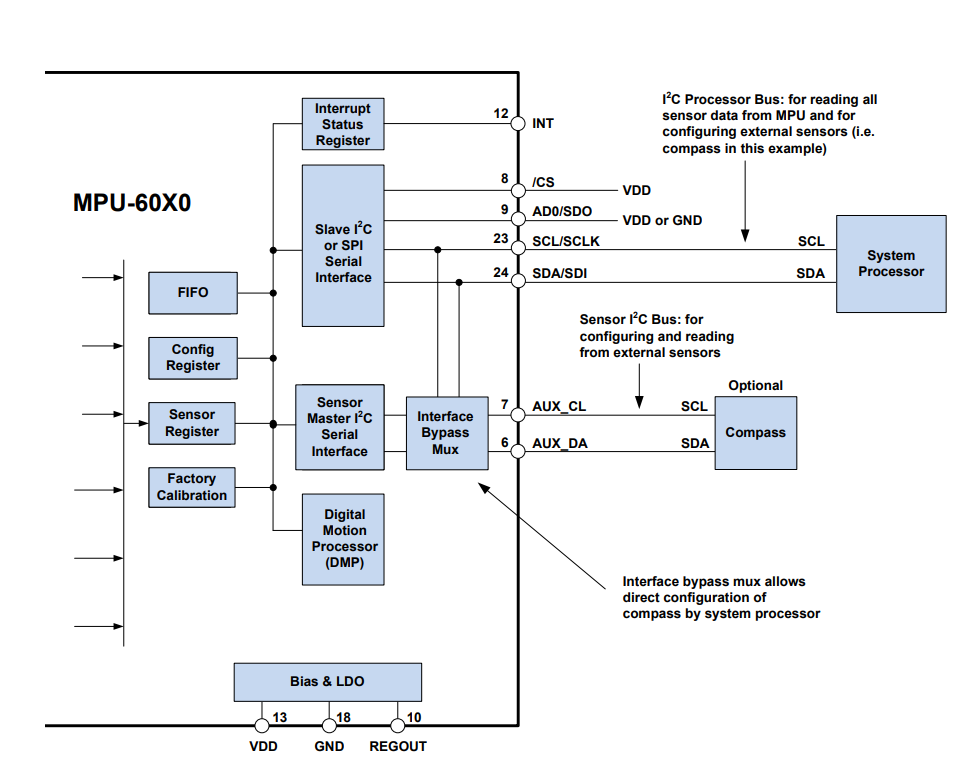 Interrupt
Status
Register
12
INT
I²C Processor Bus: for reading all
sensor data from MPU and for
configuring external sensors (i.e.
compass in this example)
MPU-60X0
Slave I²C
or SPI
Serial
Interface
8
/CS
VDD
9
AD0/SDO
VDD or GND
23
SCL/SCLK
SCL
24
SDA/SDI
SDA
System
Processor
FIFO
Config
Register
Sensor
Register
Factory
Calibration
Sensor I²C Bus: for
configuring and reading
from external sensors
Sensor
Master I²C
Serial
Interface
Interface
Bypass
Mux
7
AUX_CL
SCL
6
AUX_DA
SDA
Optional
Compass
Digital
Motion
Processor
(DMP)
Interface bypass mux allows
direct configuration of
compass by system processor
Bias & LDO
13
18
10
VDD
GND
REGOUT